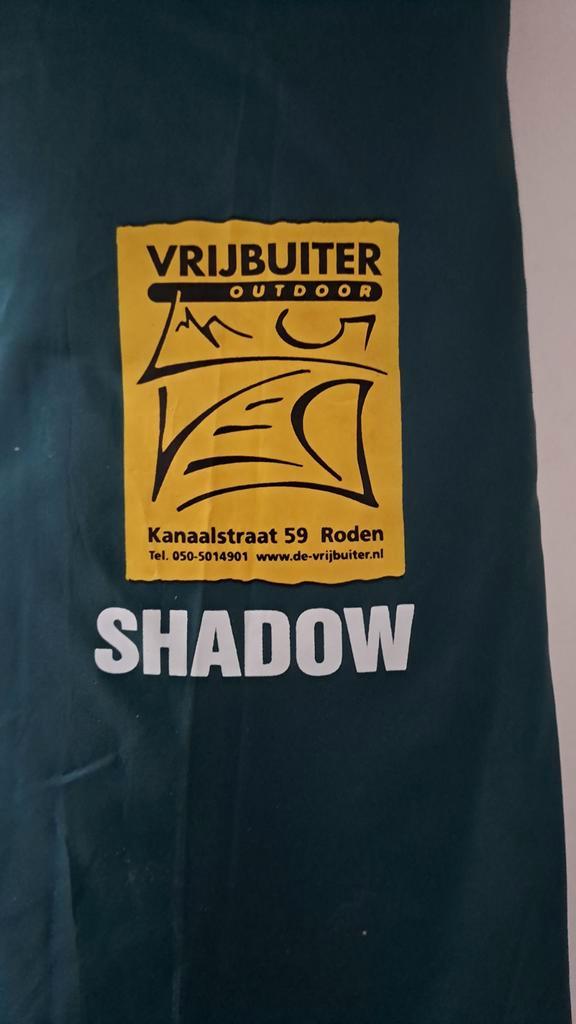 VRIJBUITER
OUTDOOR
Kanaalstraat 59 Roden
Tel. 050-5014901 www.de-vrijbuiter.nl
SHADOW